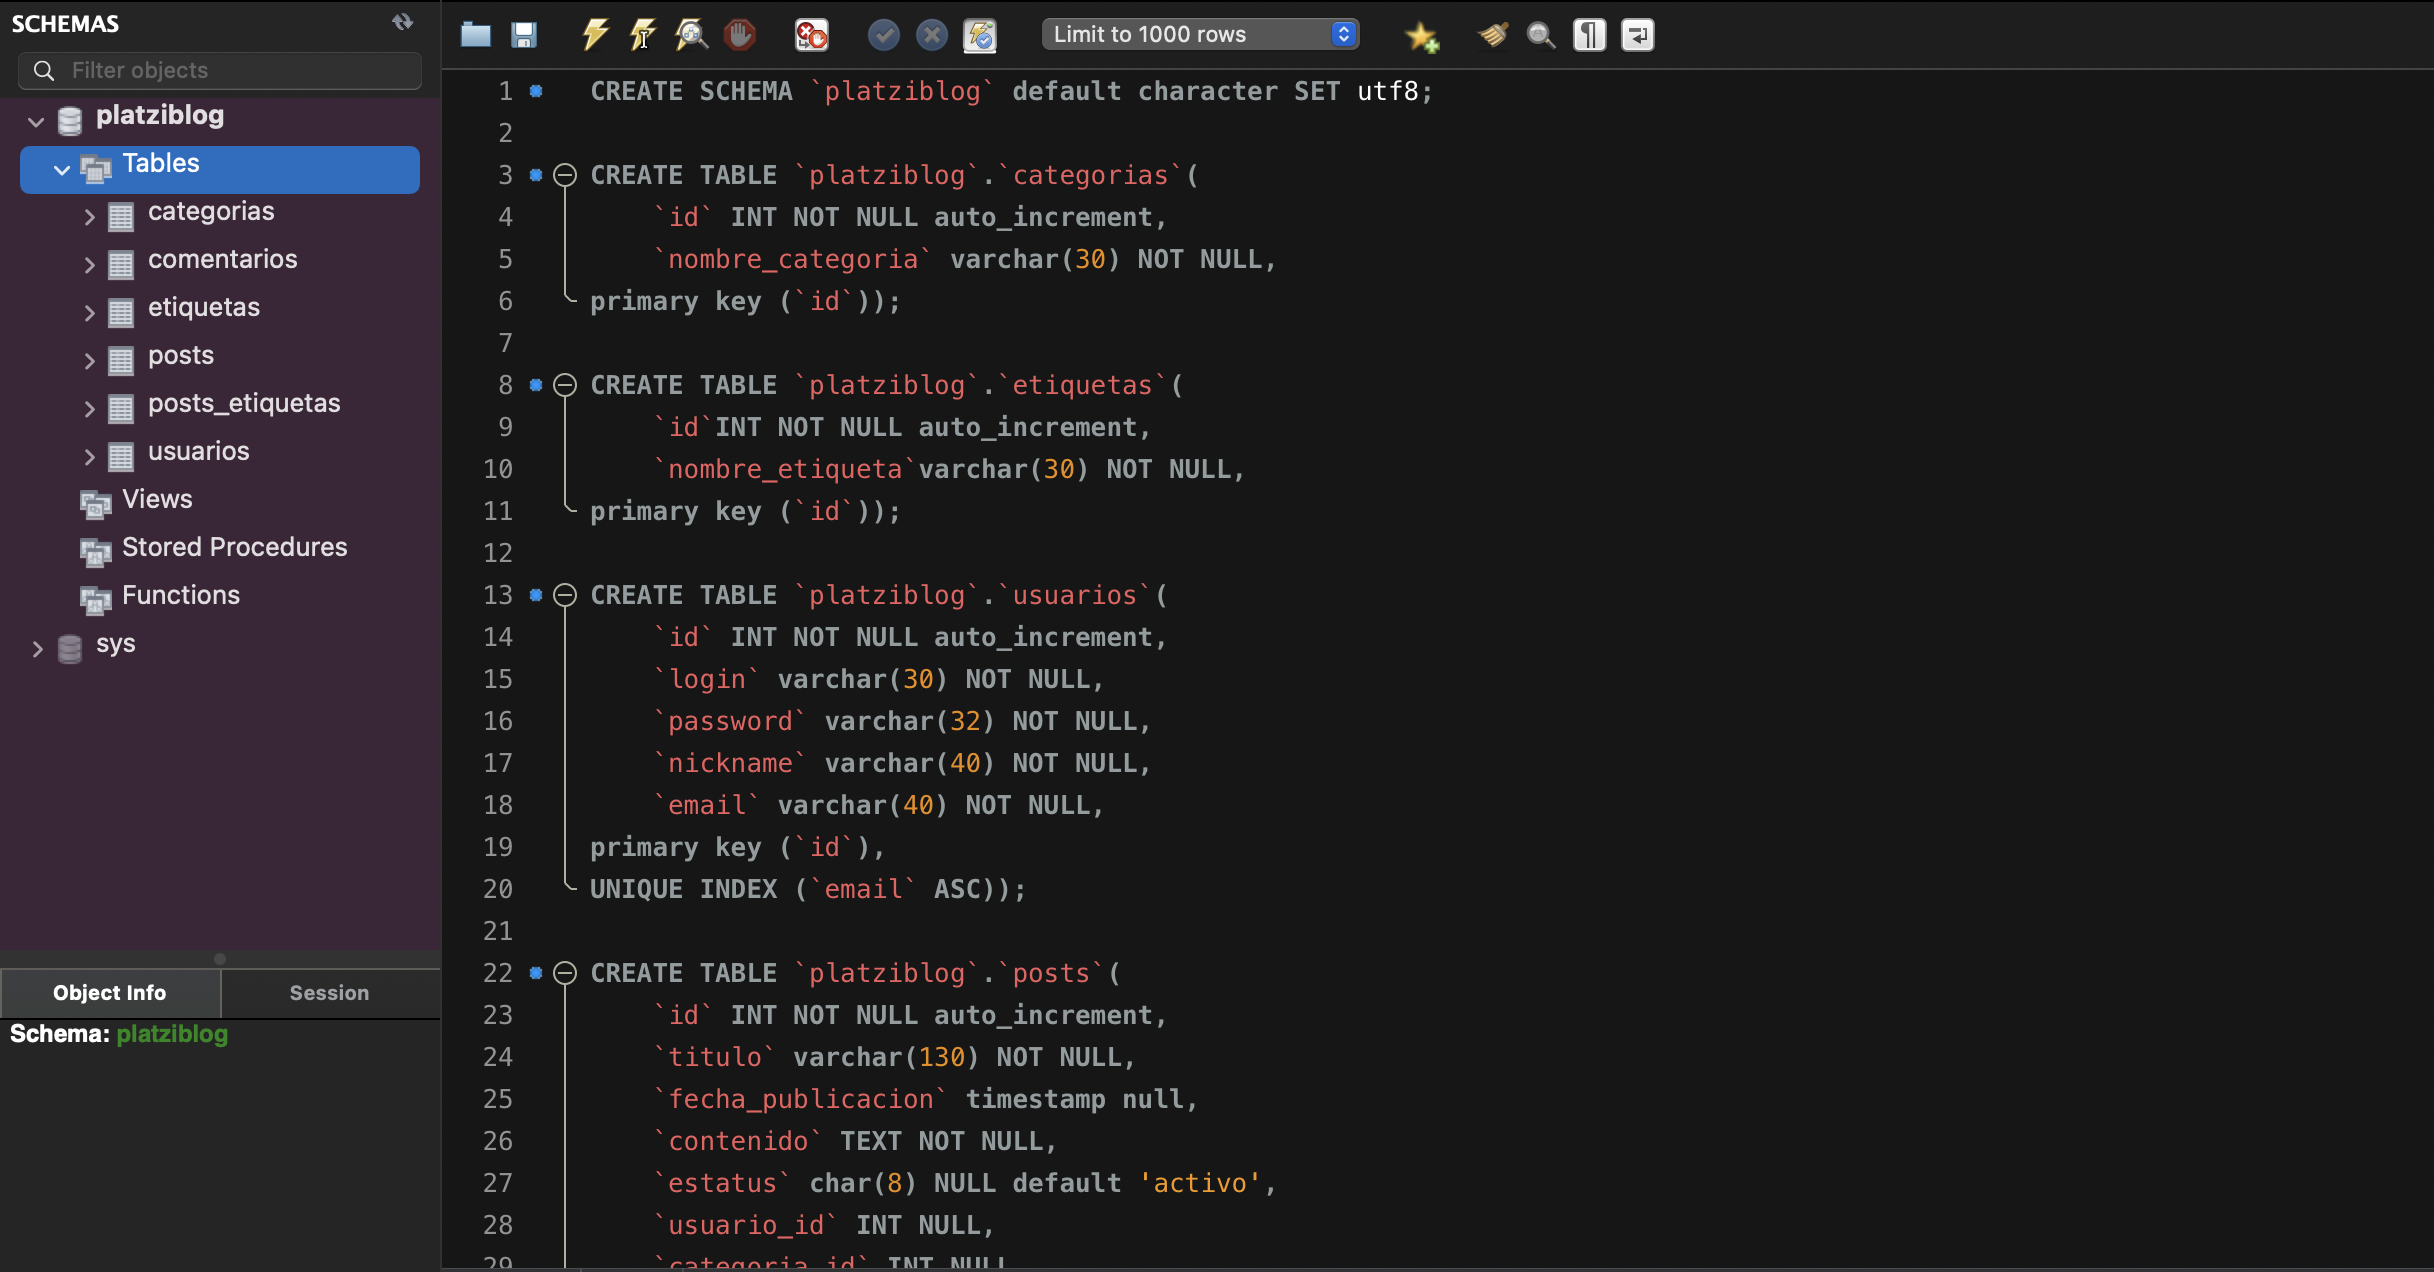 SCHEMAS
Filter objects
platziblog
Tables
categorias
comentarios
etiquetas
posts
posts_etiquetas
usuarios
Views
Stored Procedures
Functions
sys
Object Info
Session
Schema: platziblog
Limit to 1000 rows
1 CREATE SCHEMA `platziblog` default character SET utf8;
2
3 CREATE TABLE `platziblog`.`categorias`(
4 `id` INT NOT NULL auto_increment,
5 `nombre_categoria` varchar(30) NOT NULL,
6 primary key (`id`));
7
8 CREATE TABLE `platziblog`.`etiquetas`(
9 `id`INT NOT NULL auto_increment,
10 `nombre_etiqueta`varchar(30) NOT NULL,
11 primary key (`id`));
12
13 CREATE TABLE `platziblog`.`usuarios`(
14 `id` INT NOT NULL auto_increment,
15 `login` varchar(30) NOT NULL,
16 `password` varchar(32) NOT NULL,
17 `nickname` varchar(40) NOT NULL,
18 `email` varchar(40) NOT NULL,
19 primary key (`id`),
20 UNIQUE INDEX (`email` ASC));
21
22 CREATE TABLE `platziblog`.`posts`(
23 `id` INT NOT NULL auto_increment,
24 `titulo` varchar(130) NOT NULL,
25 `fecha_publicacion` timestamp null,
26 `contenido` TEXT NOT NULL,
27 `estatus` char(8) NULL default 'activo',
28 `usuario_id` INT NULL,
29 `categoria_id` INT NULL